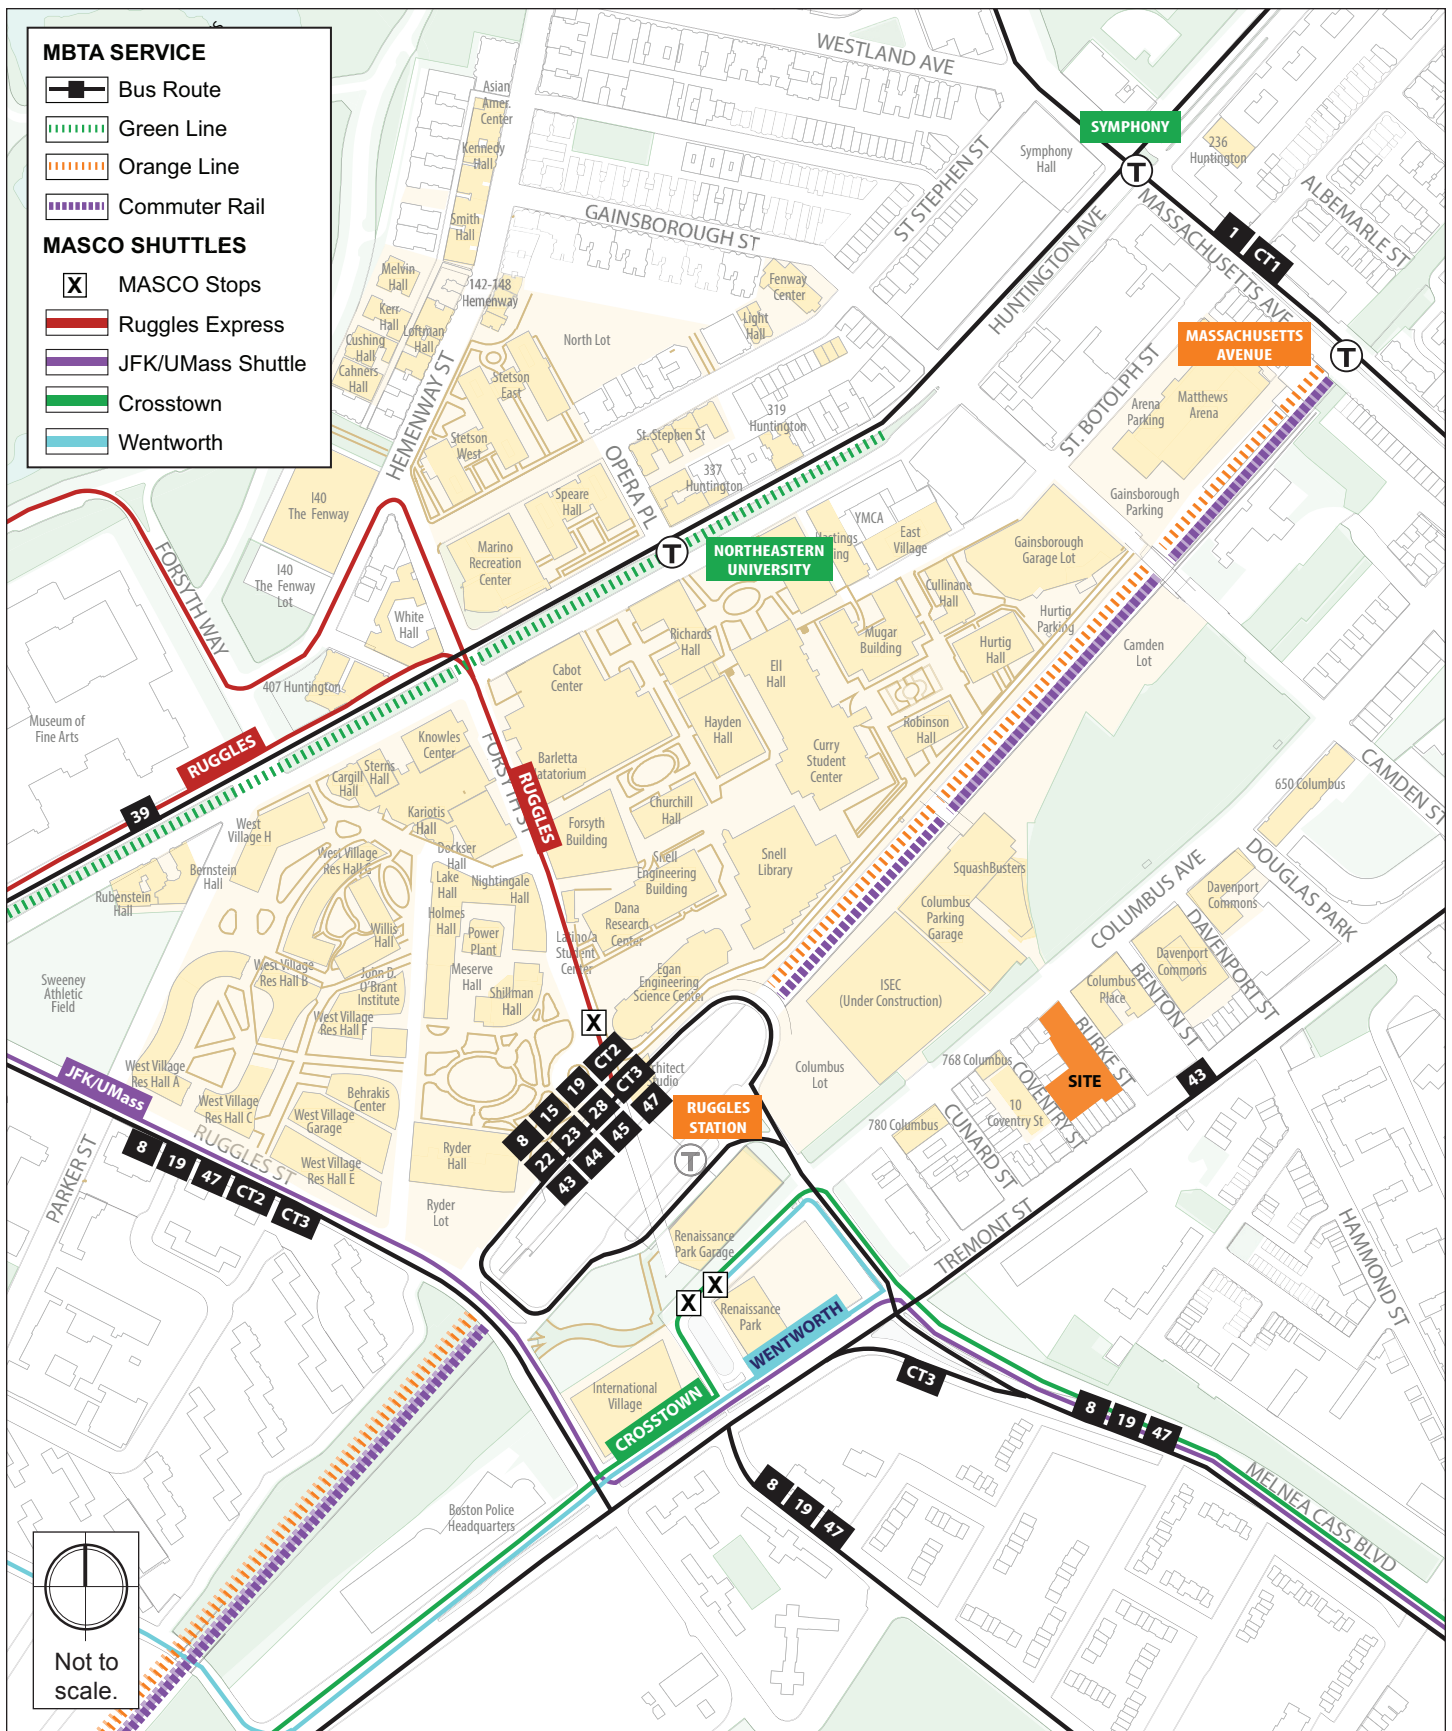 MBTA SERVICE
Bus Route
Green Line
Orange Line
Commuter Rail
MASCO SHUTTLES
X MASCO Stops
Ruggles Express
JFK/UMass Shuttle
Crosstown
Wentworth
WESTLAND AVE
Asian
Amer.
Center
Kennedy
Hall
Smith
Hall
GAINSBOROUGH ST
ST STEPHEN ST
Symphony
Hall
SYMPHONY
T
236
Huntington
ALBEMARLE ST
MASSACHUSETTS AVE
1
CT1
HUNTINGTON AVE
MASSACHUSETTS
AVENUE
T
Melvin
Hall
142-148
Hemenway
Kerr
Hall
Loftman
Hall
Cushing
Hall
Cahners
Hall
HEMENWAY ST
North Lot
Fenway
Center
Light
Hall
Stetson
East
Stetson
West
St. Stephen St
319
Huntington
337
Huntington
OPERA PL
Speare
Hall
Marino
Recreation
Center
T
NORTHEASTERN
UNIVERSITY
YMCA
East
Village
ST. BOTOLPH ST
Arena
Parking
Matthews
Arena
Gainsborough
Parking
Gainsborough
Garage Lot
Cullinane
Hall
Hurtig
Parking
Hurtig
Hall
Camden
Lot
Mugar
Building
Richards
Hall
Ell
Hall
Robinson
Hall
Hayden
Hall
Curry
Student
Center
Cabot
Center
Barletta
Natatorium
I40
The Fenway
I40
The Fenway
Lot
FORSYTH WAY
White
Hall
407 Huntington
Museum of
Fine Arts
RUGGLES
39
Knowles
Center
FORSYTH ST
RUGGLES
Sterns
Hall
Cargill
Hall
Kariotis
Hall
Dockser
Hall
West
Village H
West Village
Res Hall G
Bernstein
Hall
Rubenstein
Hall
Lake
Hall
Nightingale
Hall
Holmes
Hall
Power
Plant
Willis
Hall
Meserve
Hall
Shillman
Hall
Forsyth
Building
Churchill
Hall
Snell
Engineering
Building
Snell
Library
Dana
Research
Center
Latino/a
Student
Center
Egan
Engineering
Science Center
SquashBusters
Columbus
Parking
Garage
ISEC
(Under Construction)
Columbus
Lot
650 Columbus
CAMDEN ST
COLUMBUS AVE
DOUGLAS PARK
Davenport
Commons
DAVENPORT ST
Davenport
Commons
BENTON ST
Columbus
Place
BURKE ST
SITE
COVENTRY ST
768 Columbus
10
Coventry St
780 Columbus
CUNARD ST
43
TREMONT ST
HAMMOND ST
Sweeney
Athletic
Field
West Village
Res Hall B
John D.
O'Brant
Institute
West Village
Res Hall F
West Village
Res Hall A
West Village
Res Hall C
Behrakis
Center
West Village
Garage
West Village
Res Hall E
JFK/UMass
RUGGLES ST
PARKER ST
8 19 47 CT2 CT3
Ryder
Hall
Ryder
Lot
X
8 15 19 CT2
22 23 28 CT3
43 44 45 47
RUGGLES
STATION
T
Renaissance
Park Garage
X
X
Renaissance
Park
WENTWORTH
International
Village
CROSSTOWN
CT3
8 19 47
8 19 47
MELNEA CASS BLVD
Boston Police
Headquarters
Not to
scale.